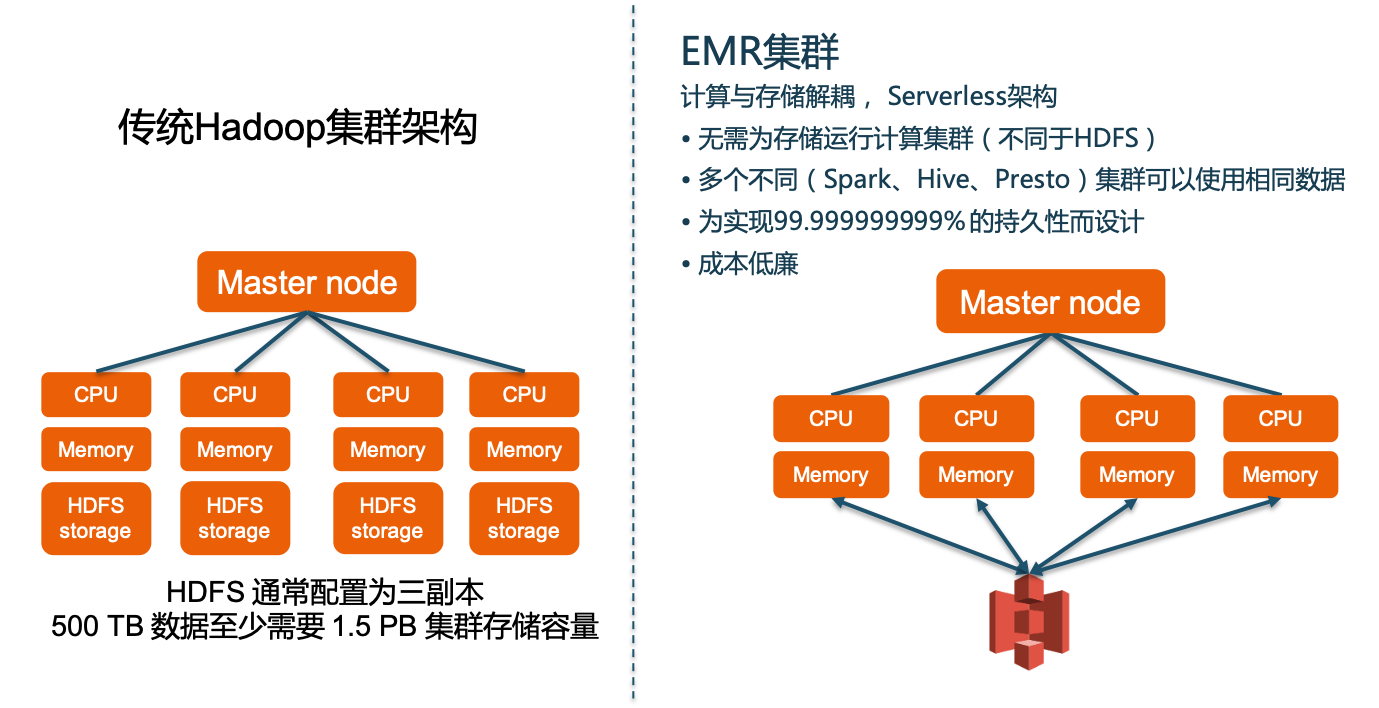 传统Hadoop集群架构
Master node
CPU
CPU
CPU
CPU
Memory
Memory
Memory
Memory
HDFS
storage
HDFS
storage
HDFS
storage
HDFS
storage
HDFS 通常配置为三副本
500 TB 数据至少需要 1.5 PB 集群存储容量
EMR集群
计算与存储解耦， Serverless架构
• 无需为存储运行计算集群（不同于HDFS）
• 多个不同（Spark、Hive、Presto）集群可以使用相同数据
• 为实现99.999999999% 的持久性而设计
• 成本低廉
Master node
CPU
CPU
CPU
CPU
Memory
Memory
Memory
Memory